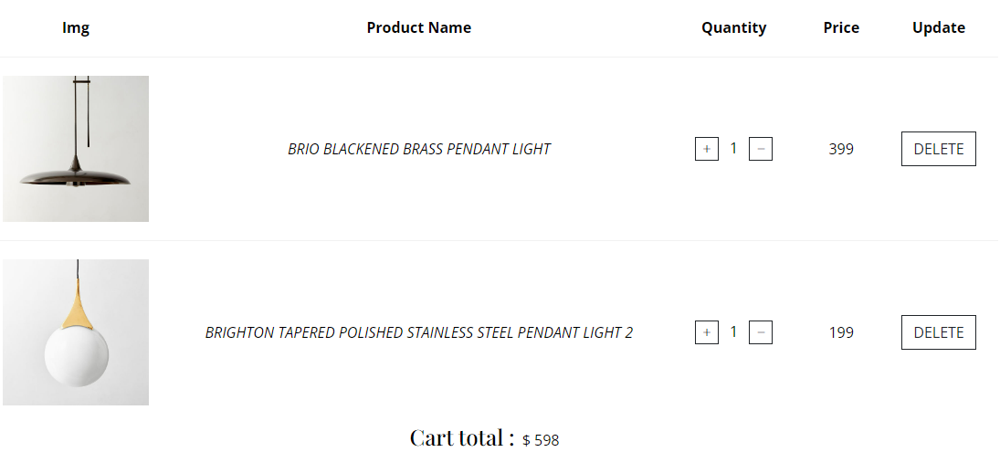 Img Product Name Quantity Price Update
BRIO BLACKENED BRASS PENDANT LIGHT + 1 − 399 DELETE
BRIGHTON TAPERED POLISHED STAINLESS STEEL PENDANT LIGHT 2 + 1 − 199 DELETE
Cart total : $ 598